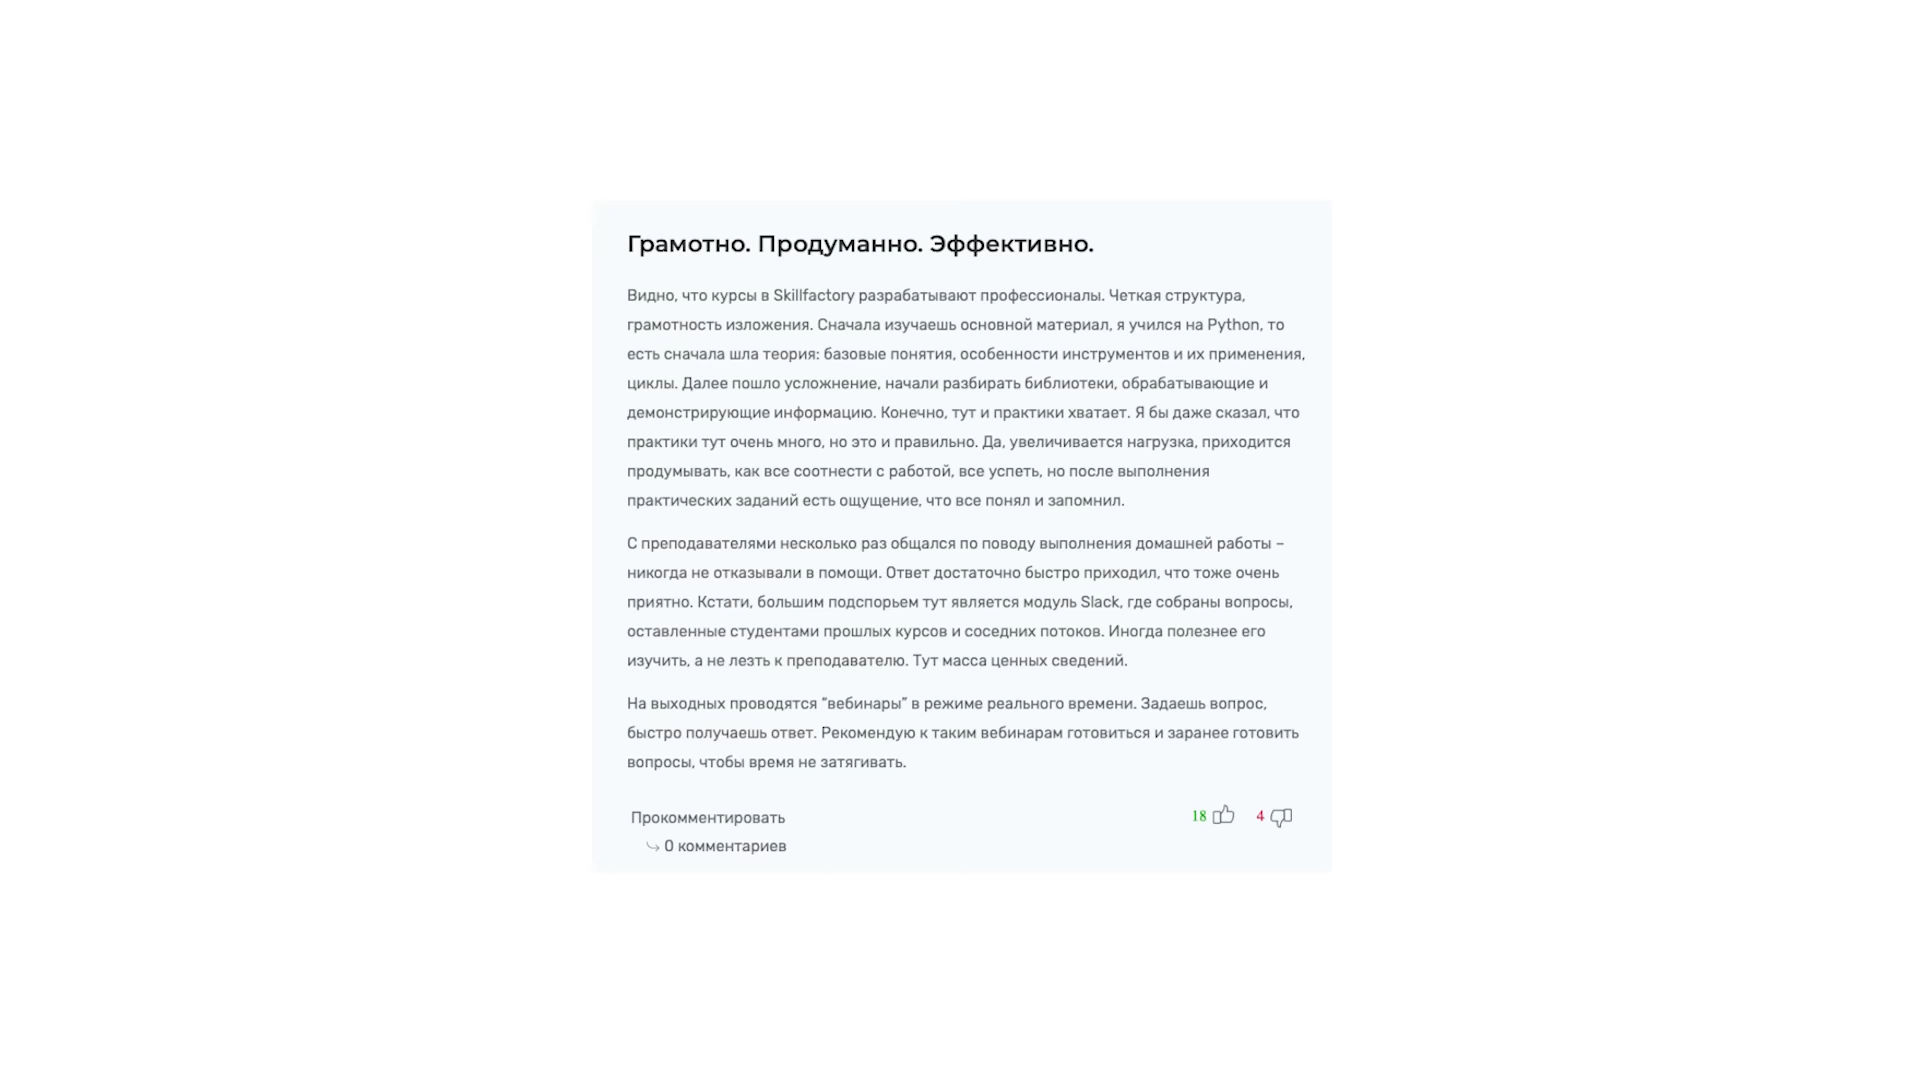 Грамотно. Продуманно. Эффективно.
Видно, что курсы в Skillfactory разрабатывают профессионалы. Четкая структура,
грамотность изложения. Сначала изучаешь основной материал, я учился на Python, то
есть сначала шла теория: базовые понятия, особенности инструментов и их применения,
циклы. Далее пошло усложнение, начали разбирать библиотеки, обрабатывающие и
демонстрирующие информацию. Конечно, тут и практики хватает. Я бы даже сказал, что
практики тут очень много, но это и правильно. Да, увеличивается нагрузка, приходится
продумывать, как все соотнести с работой, все успеть, но после выполнения
практических заданий есть ощущение, что все понял и запомнил.
С преподавателями несколько раз общался по поводу выполнения домашней работы –
никогда не отказывали в помощи. Ответ достаточно быстро приходил, что тоже очень
приятно. Кстати, большим подспорьем тут является модуль Slack, где собраны вопросы,
оставленные студентами прошлых курсов и соседних потоков. Иногда полезнее его
изучить, а не лезть к преподавателю. Тут масса ценных сведений.
На выходных проводятся “вебинары” в режиме реального времени. Задаешь вопрос,
быстро получаешь ответ. Рекомендую к таким вебинарам готовиться и заранее готовить
вопросы, чтобы время не затягивать.
Прокомментировать 18 4
0 комментариев